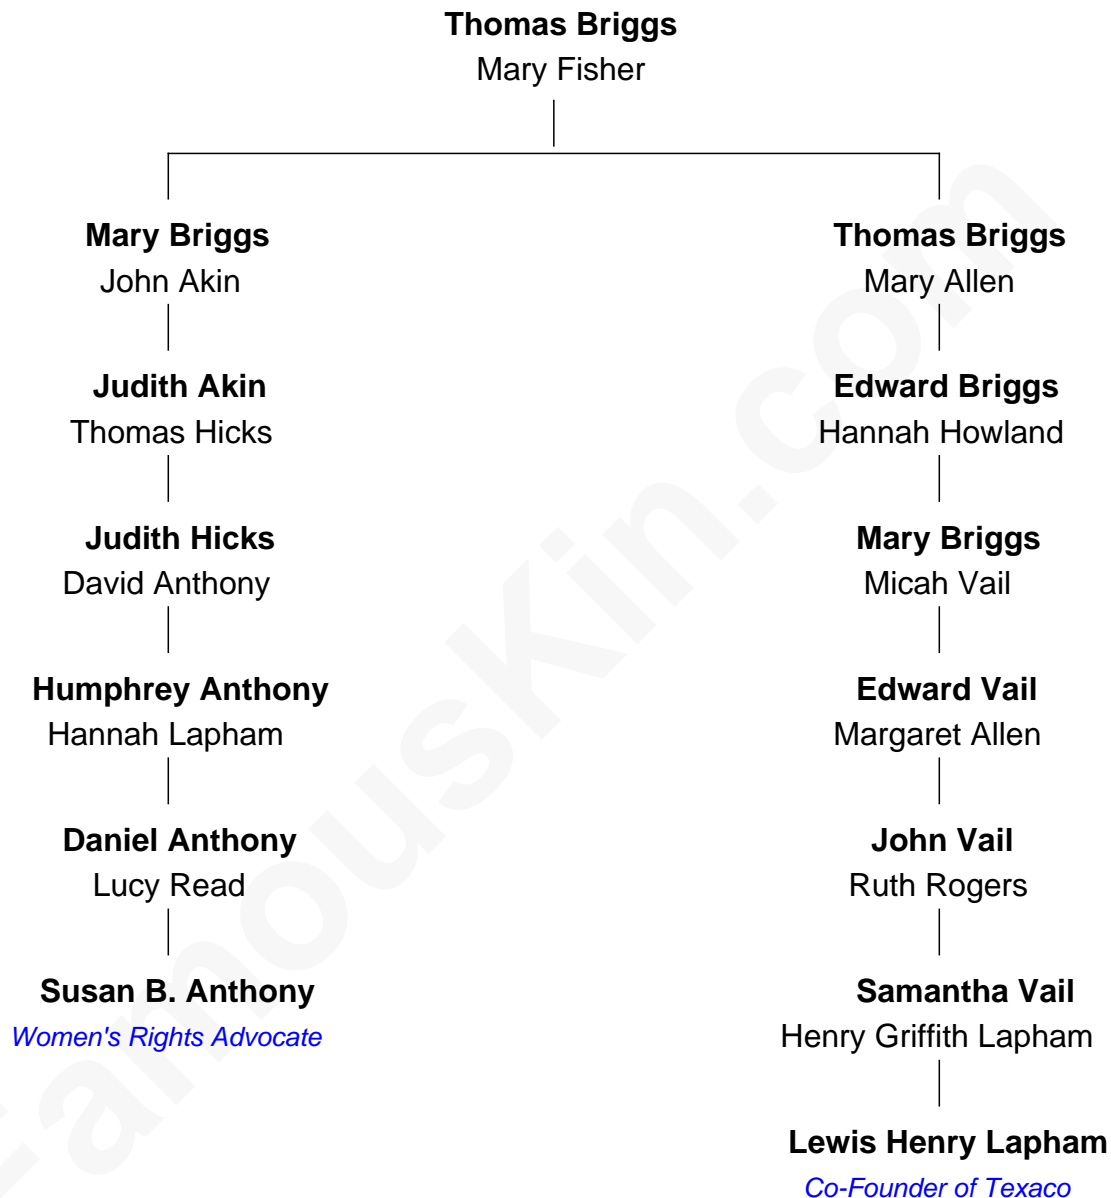 Thomas Briggs
Mary Fisher
Mary Briggs
John Akin
Judith Akin
Thomas Hicks
Judith Hicks
David Anthony
Humphrey Anthony
Hannah Lapham
Daniel Anthony
Lucy Read
Susan B. Anthony
Women's Rights Advocate
Thomas Briggs
Mary Allen
Edward Briggs
Hannah Howland
Mary Briggs
Micah Vail
Edward Vail
Margaret Allen
John Vail
Ruth Rogers
Samantha Vail
Henry Griffith Lapham
Lewis Henry Lapham
Co-Founder of Texaco
FamousKin.com